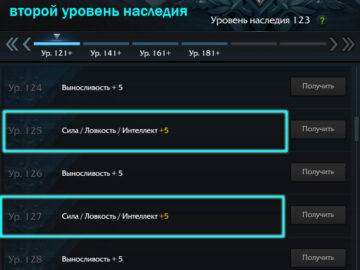 второй уровень наследия
Уровень наследия 123 ?
Ур. 121+ Ур. 141+ Ур. 161+ Ур. 181+
Ур. 124 Выносливость + 5 Получить
Ур. 125 Сила / Ловкость / Интеллект +5 Получить
Ур. 126 Выносливость + 5 Получить
Ур. 127 Сила / Ловкость / Интеллект +5 Получить
Ур. 128 Выносливость + 5 Получить